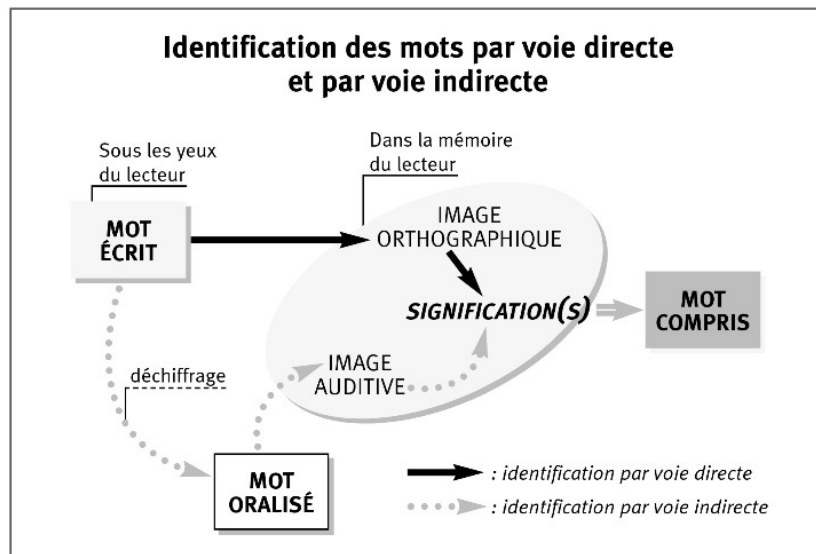 Identification des mots par voie directe
et par voie indirecte
Sous les yeux
du lecteur
Dans la mémoire
du lecteur
MOT
ÉCRIT
IMAGE
ORTHOGRAPHIQUE
SIGNIFICATION(S)
MOT
COMPRIS
IMAGE
AUDITIVE
déchiffrage
MOT
ORALISÉ
: identification par voie directe
: identification par voie indirecte